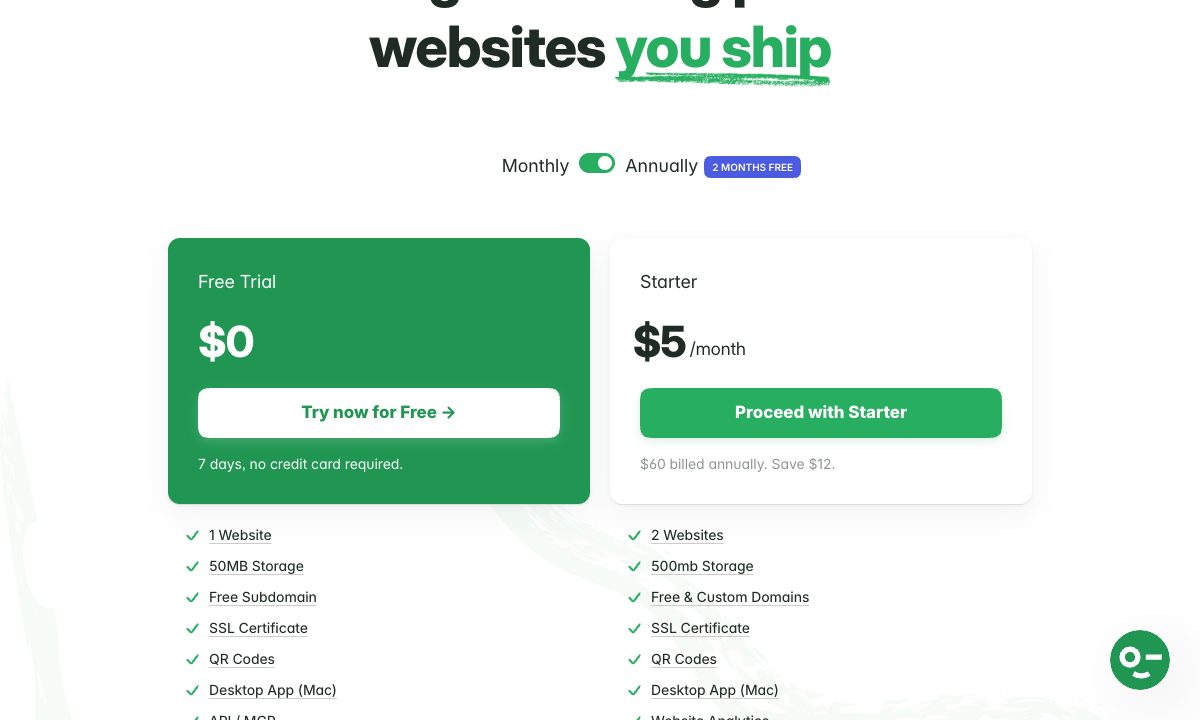 websites you ship
Monthly Annually 2 MONTHS FREE
Free Trial
$0
Try now for Free →
7 days, no credit card required.
Starter
$5 /month
Proceed with Starter
$60 billed annually. Save $12.
1 Website
50MB Storage
Free Subdomain
SSL Certificate
QR Codes
Desktop App (Mac)
2 Websites
500mb Storage
Free & Custom Domains
SSL Certificate
QR Codes
Desktop App (Mac)
Website Analytics